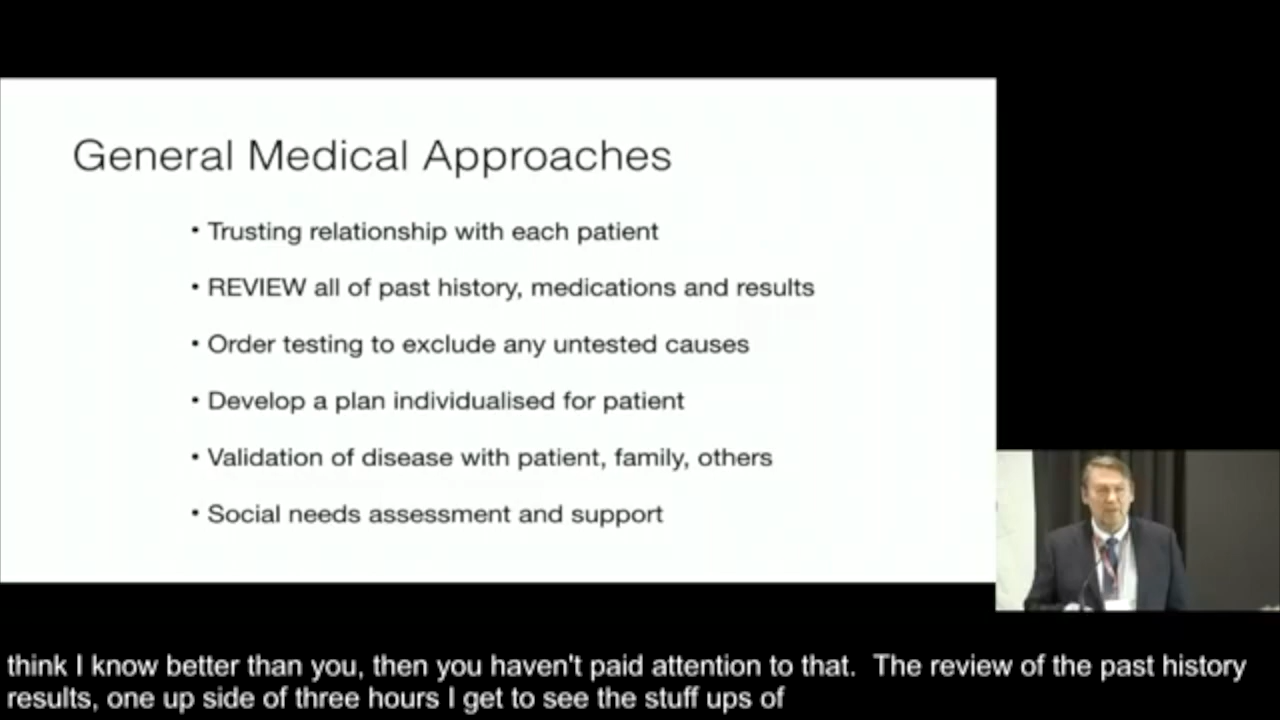 General Medical Approaches
• Trusting relationship with each patient
• REVIEW all of past history, medications and results
• Order testing to exclude any untested causes
• Develop a plan individualised for patient
• Validation of disease with patient, family, others
• Social needs assessment and support
think I know better than you, then you haven't paid attention to that.  The review of the past history
results, one up side of three hours I get to see the stuff ups of